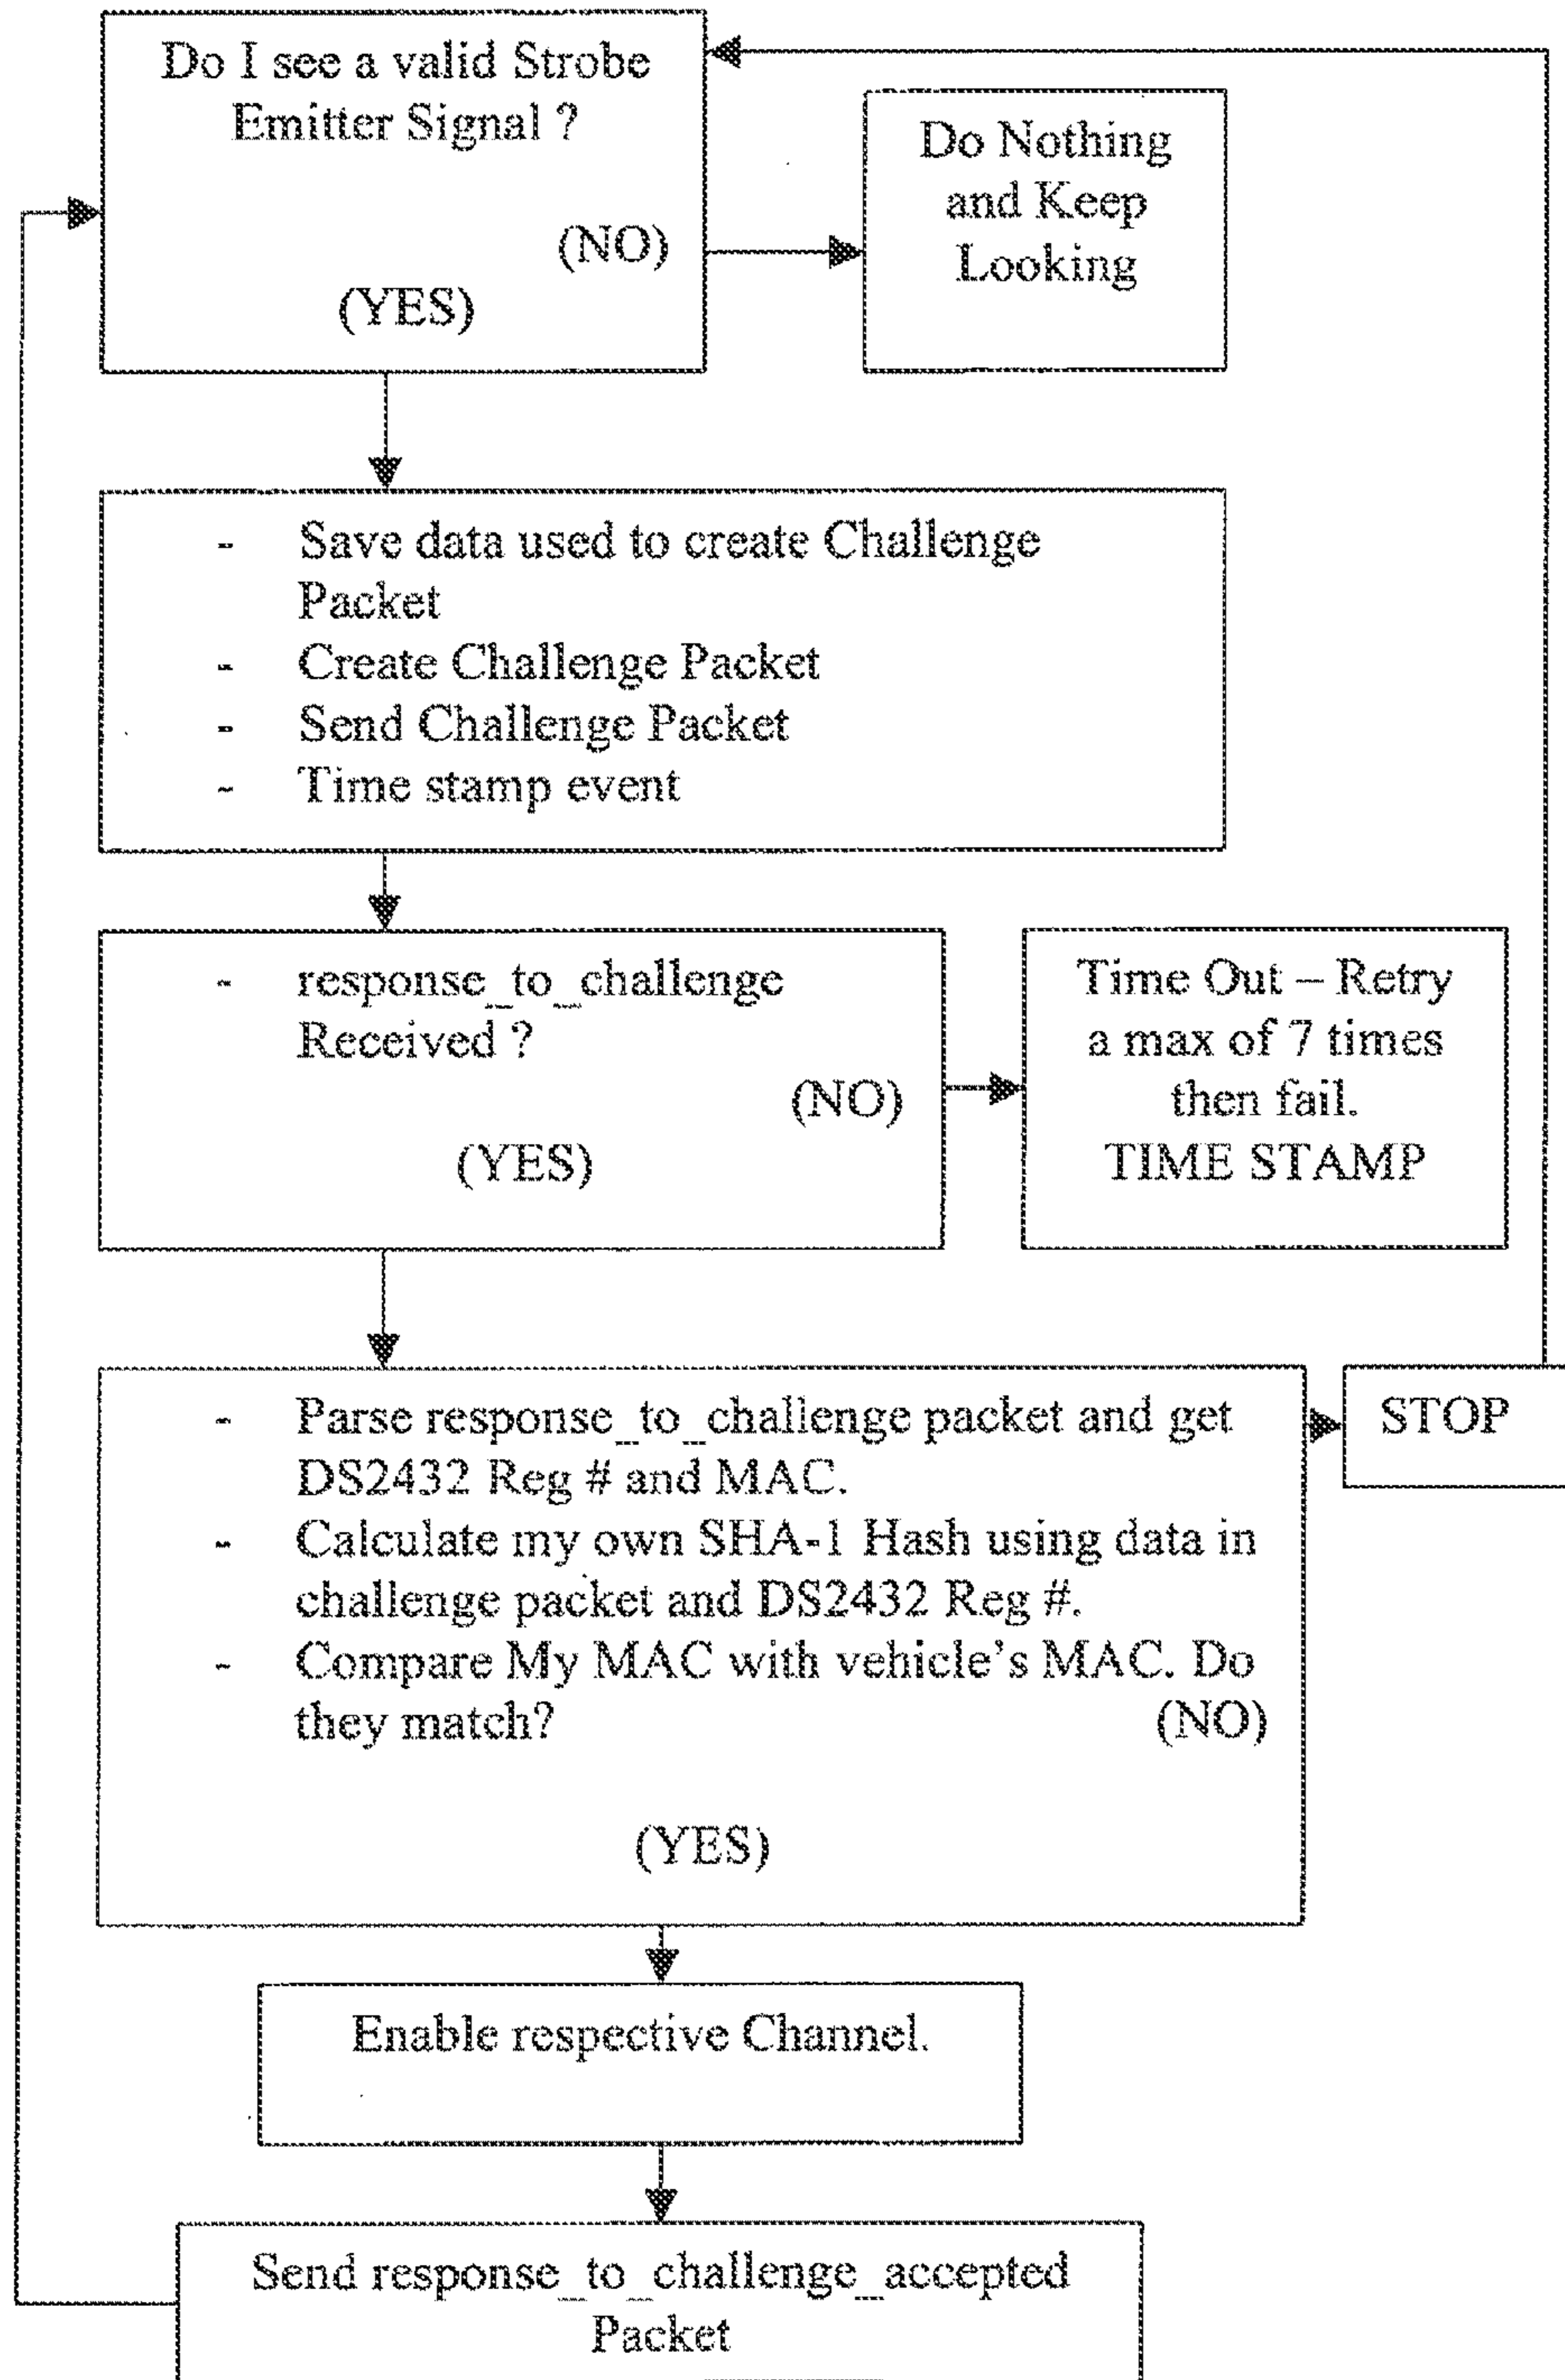 Do I see a valid Strobe
Emitter Signal ?
(NO)
(YES)
Do Nothing
and Keep
Looking
- Save data used to create Challenge
Packet
- Create Challenge Packet
- Send Challenge Packet
- Time stamp event
- response_to_challenge
Received ?
(NO)
(YES)
Time Out – Retry
a max of 7 times
then fail.
TIME STAMP
- Parse response_to_challenge packet and get
DS2432 Reg # and MAC.
- Calculate my own SHA-1 Hash using data in
challenge packet and DS2432 Reg #.
- Compare My MAC with vehicle's MAC. Do
they match? (NO)
(YES)
STOP
Enable respective Channel.
Send response_to_challenge_accepted
Packet